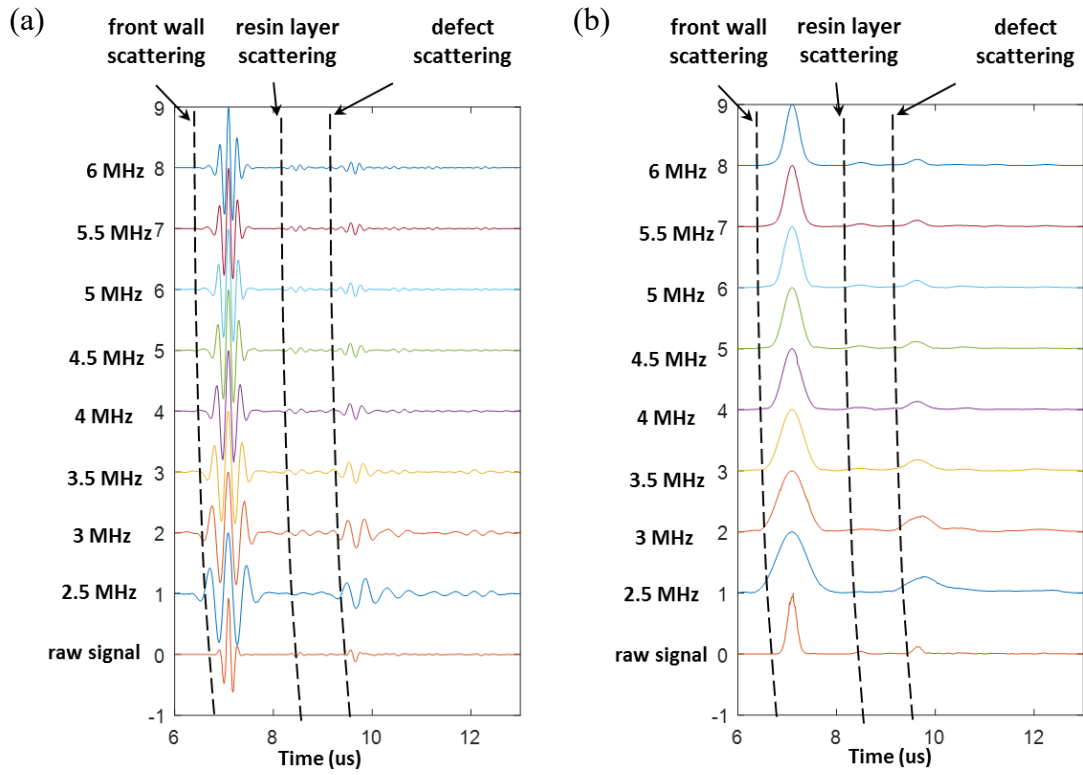 (a)
front wall
scattering
resin layer
scattering
defect
scattering
9
6 MHz 8
5.5 MHz 7
5 MHz 6
4.5 MHz 5
4 MHz 4
3.5 MHz 3
3 MHz 2
2.5 MHz 1
raw signal 0
-1
6 8 10 12
Time (us)
(b)
front wall
scattering
resin layer
scattering
defect
scattering
9
6 MHz 8
5.5 MHz 7
5 MHz 6
4.5 MHz 5
4 MHz 4
3.5 MHz 3
3 MHz 2
2.5 MHz 1
raw signal 0
-1
6 8 10 12
Time (us)